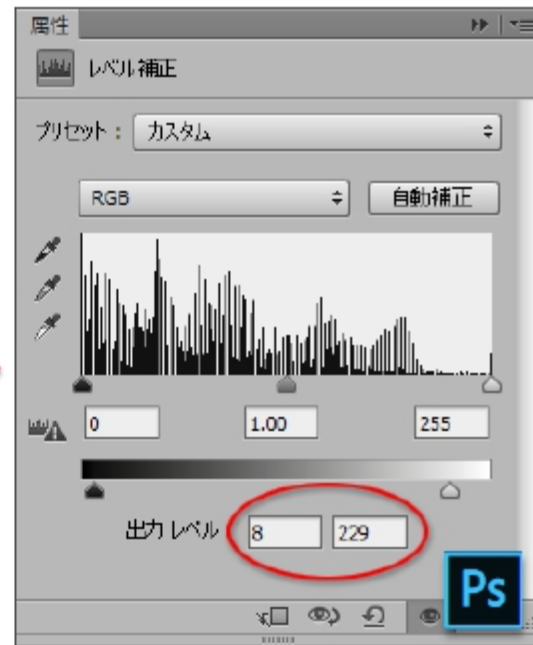 属性
レベル補正
プリセット： カスタム
RGB 自動補正
0 1.00 255
出力レベル 8 229
Ps